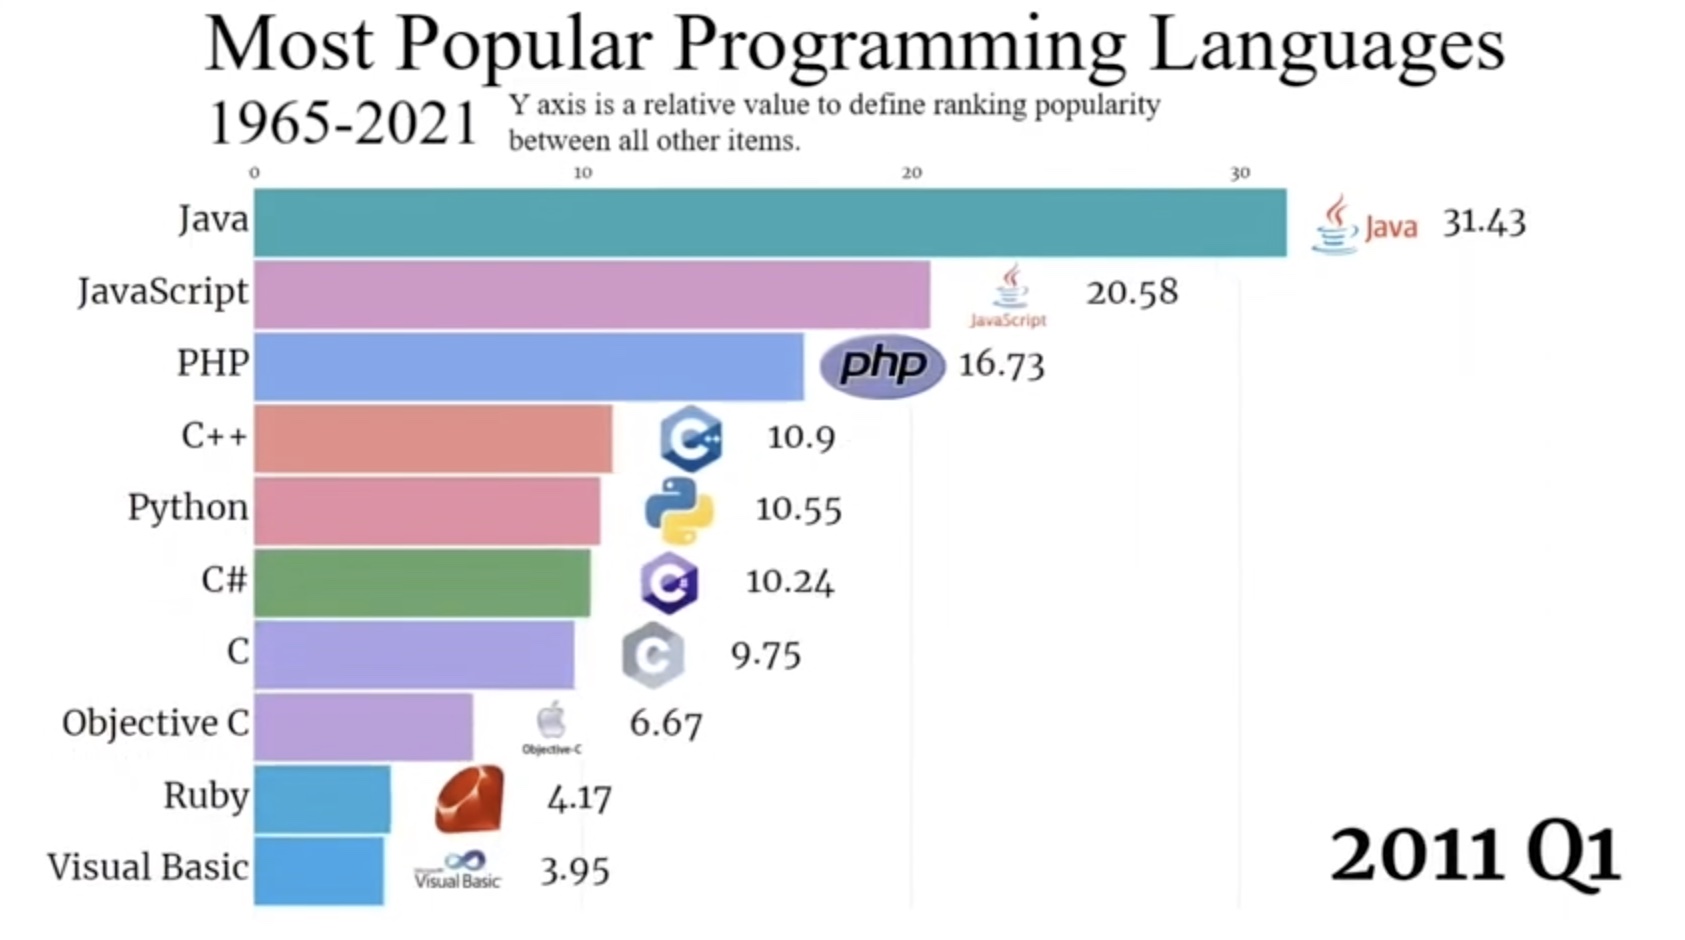 Most Popular Programming Languages
1965-2021
Y axis is a relative value to define ranking popularity
between all other items.
0 10 20 30
Java Java 31.43
JavaScript JavaScript 20.58
PHP php 16.73
C++ C++ 10.9
Python 10.55
C# C# 10.24
C C 9.75
Objective C Objective-C 6.67
Ruby 4.17
Visual Basic Visual Basic 3.95
2011 Q1